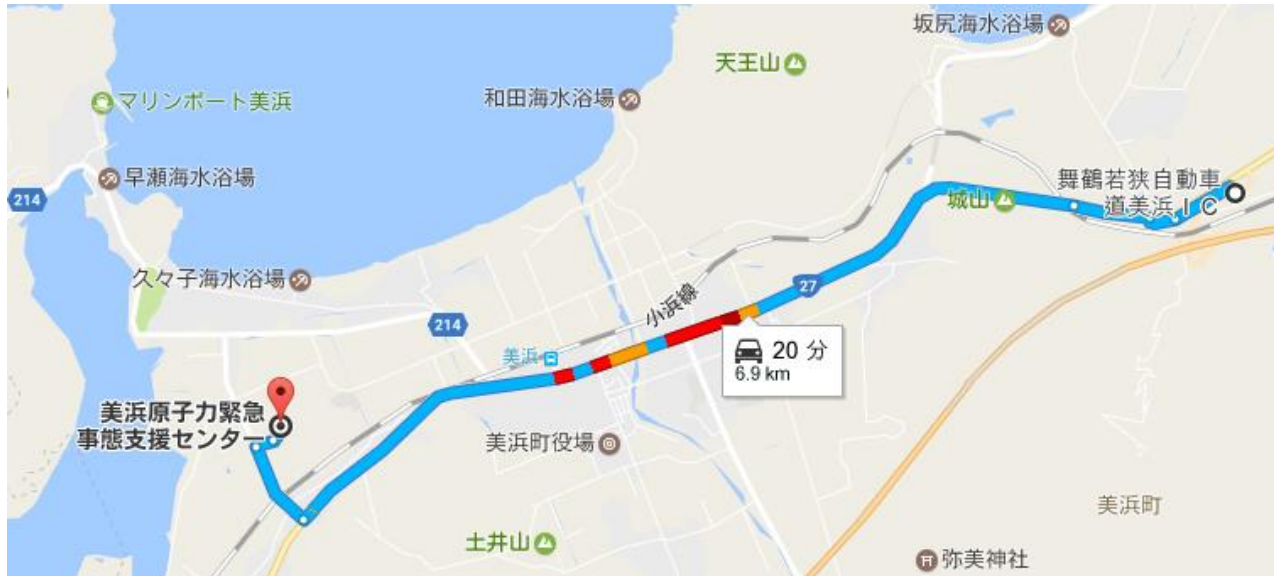 坂尻海水浴場
天王山
マリンポート美浜
和田海水浴場
早瀬海水浴場
214
舞鶴若狭自動車
道美浜IC
城山
久々子海水浴場
27
小浜線
214
20 分
6.9 km
美浜
美浜原子力緊急
事態支援センター
美浜町役場
美浜町
土井山
弥美神社